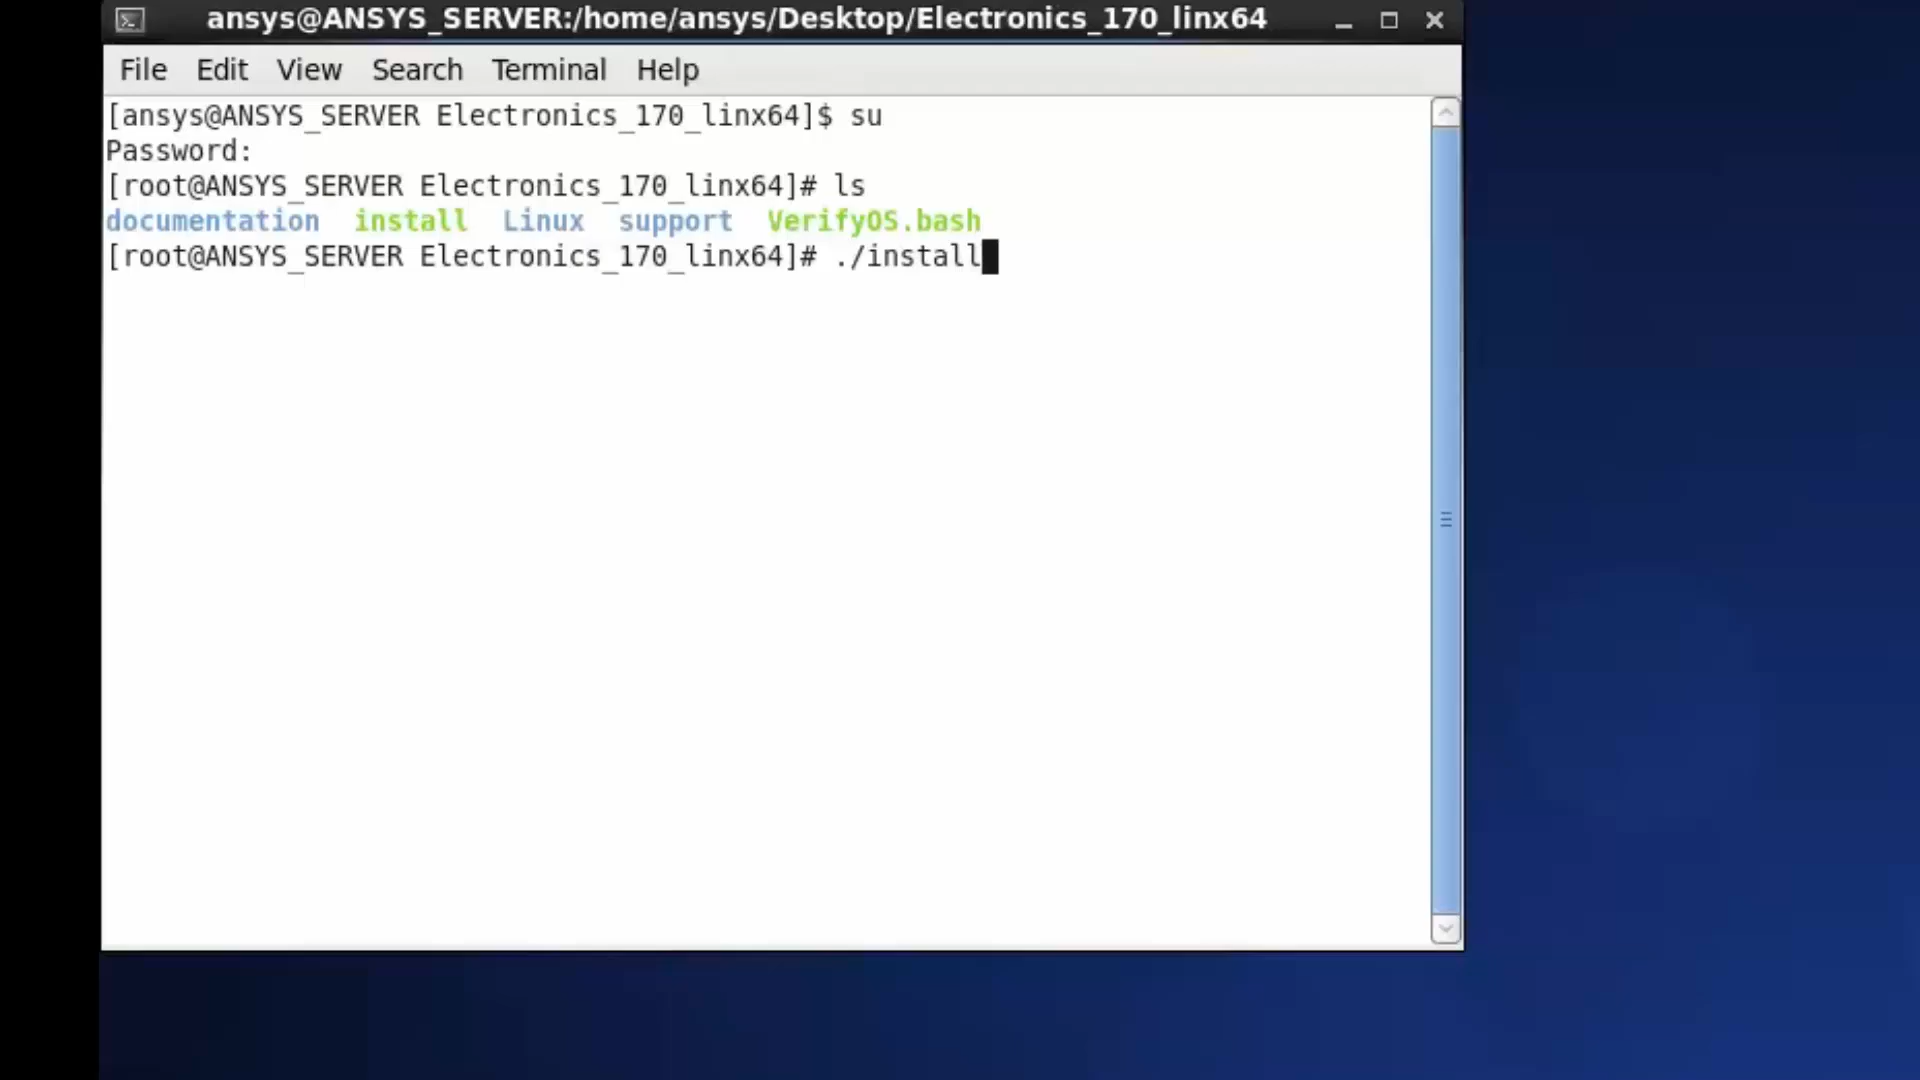 ansys@ANSYS_SERVER:/home/ansys/Desktop/Electronics_170_linx64
File Edit View Search Terminal Help
[ansys@ANSYS_SERVER Electronics_170_linx64]$ su
Password:
[root@ANSYS_SERVER Electronics_170_linx64]# ls
documentation install Linux support VerifyOS.bash
[root@ANSYS_SERVER Electronics_170_linx64]# ./install